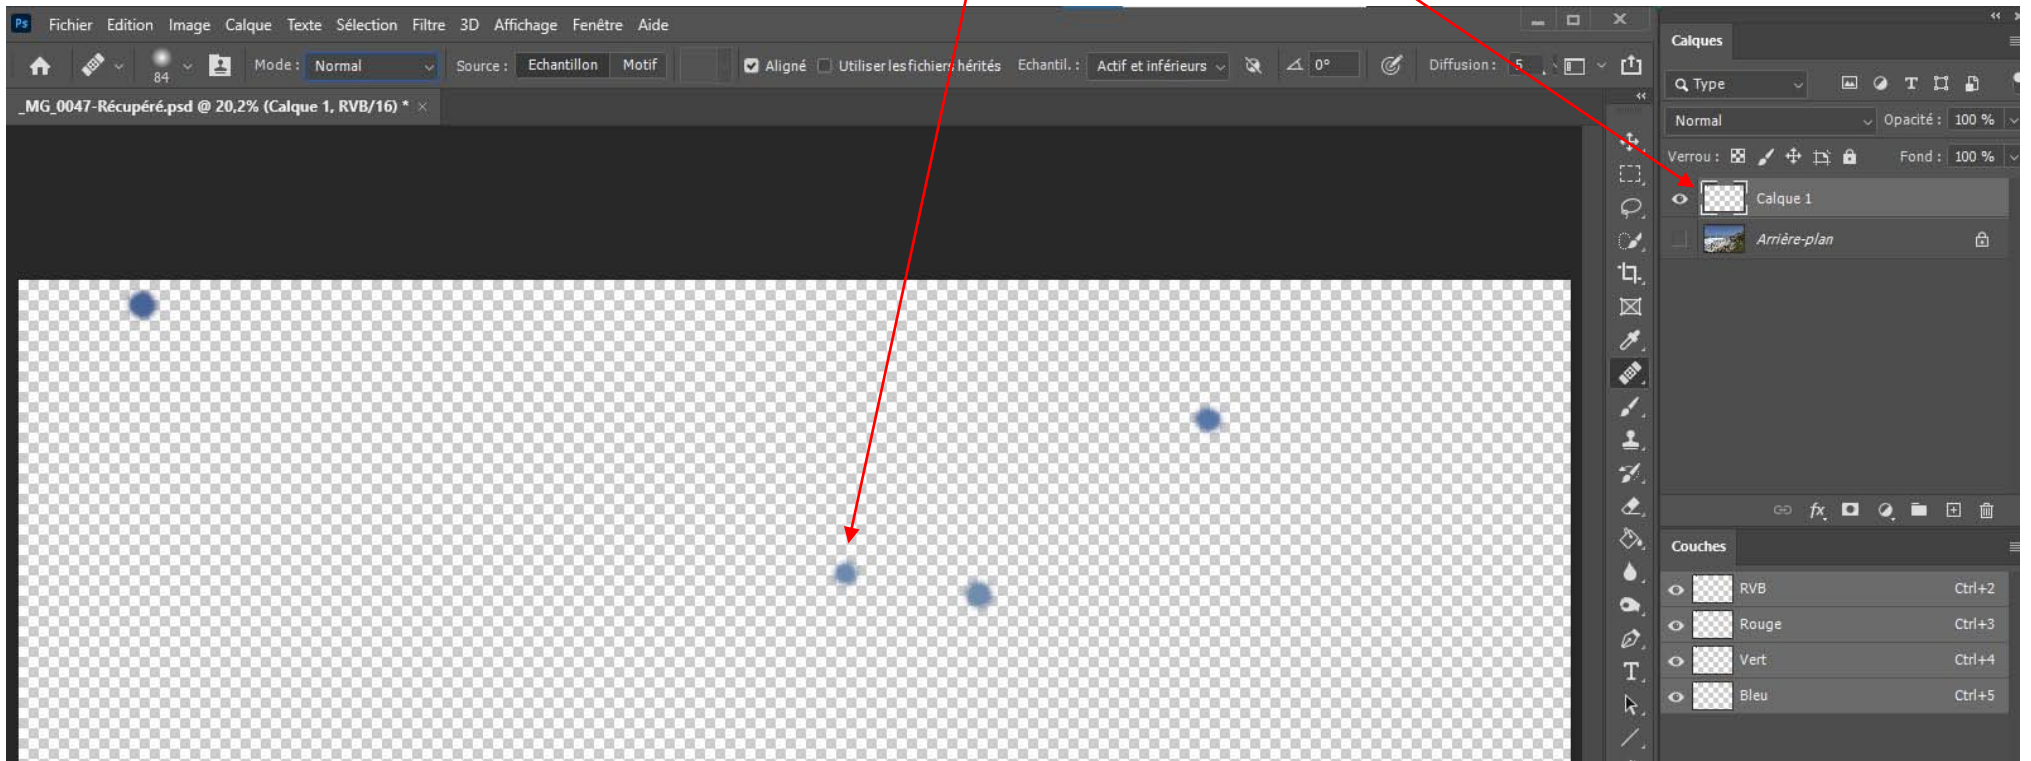 Ps Fichier Edition Image Calque Texte Sélection Filtre 3D Affichage Fenêtre Aide
84 Mode : Normal Source : Echantillon Motif Aligné Utiliser les fichiers hérités Echantil. : Actif et inférieurs 0° Diffusion : 5
_MG_0047-Récupéré.psd @ 20,2% (Calque 1, RVB/16) * ×
Calques
Type
Normal Opacité : 100 %
Verrou : Fond : 100 %
Calque 1
Arrière-plan
fx
Couches
RVB Ctrl+2
Rouge Ctrl+3
Vert Ctrl+4
Bleu Ctrl+5